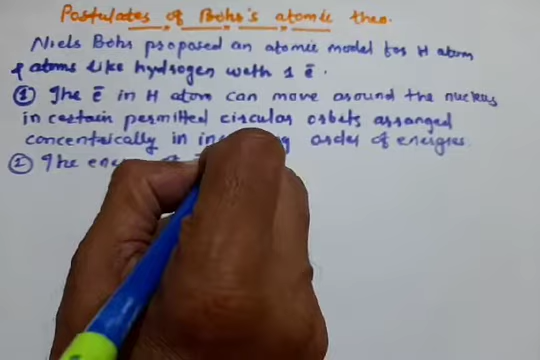 Postulates of Bohr's atomic theo.
Niels Bohr proposed an atomic model for H atom
& atoms like hydrogen with 1 ē.
① The ē in H atom can move around the nucleus
in certain permitted circular orbits arranged
concentrically in order of energies.
② The